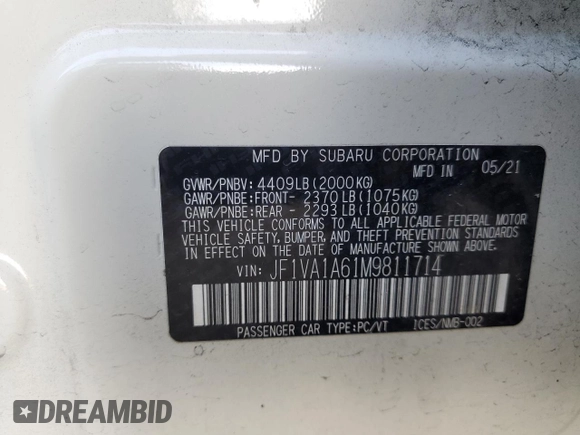 MFD BY SUBARU CORPORATION
MFD IN 05/21
GVWR/PNBV: 4409LB(2000KG)
GAWR/PNBE:FRONT- 2370LB(1075KG)
GAWR/PNBE:REAR - 2293LB(1040KG)
THIS VEHICLE CONFORMS TO ALL APPLICABLE FEDERAL MOTOR
VEHICLE SAFETY, BUMPER, AND THEFT PREVENTION STANDARDS
IN EFFECT ON THE DATE OF MANUFACTURE SHOWN ABOVE.
VIN: JF1VA1A61M9811714
PASSENGER CAR TYPE:PC/VT ICES/NMB-002
DREAMBID